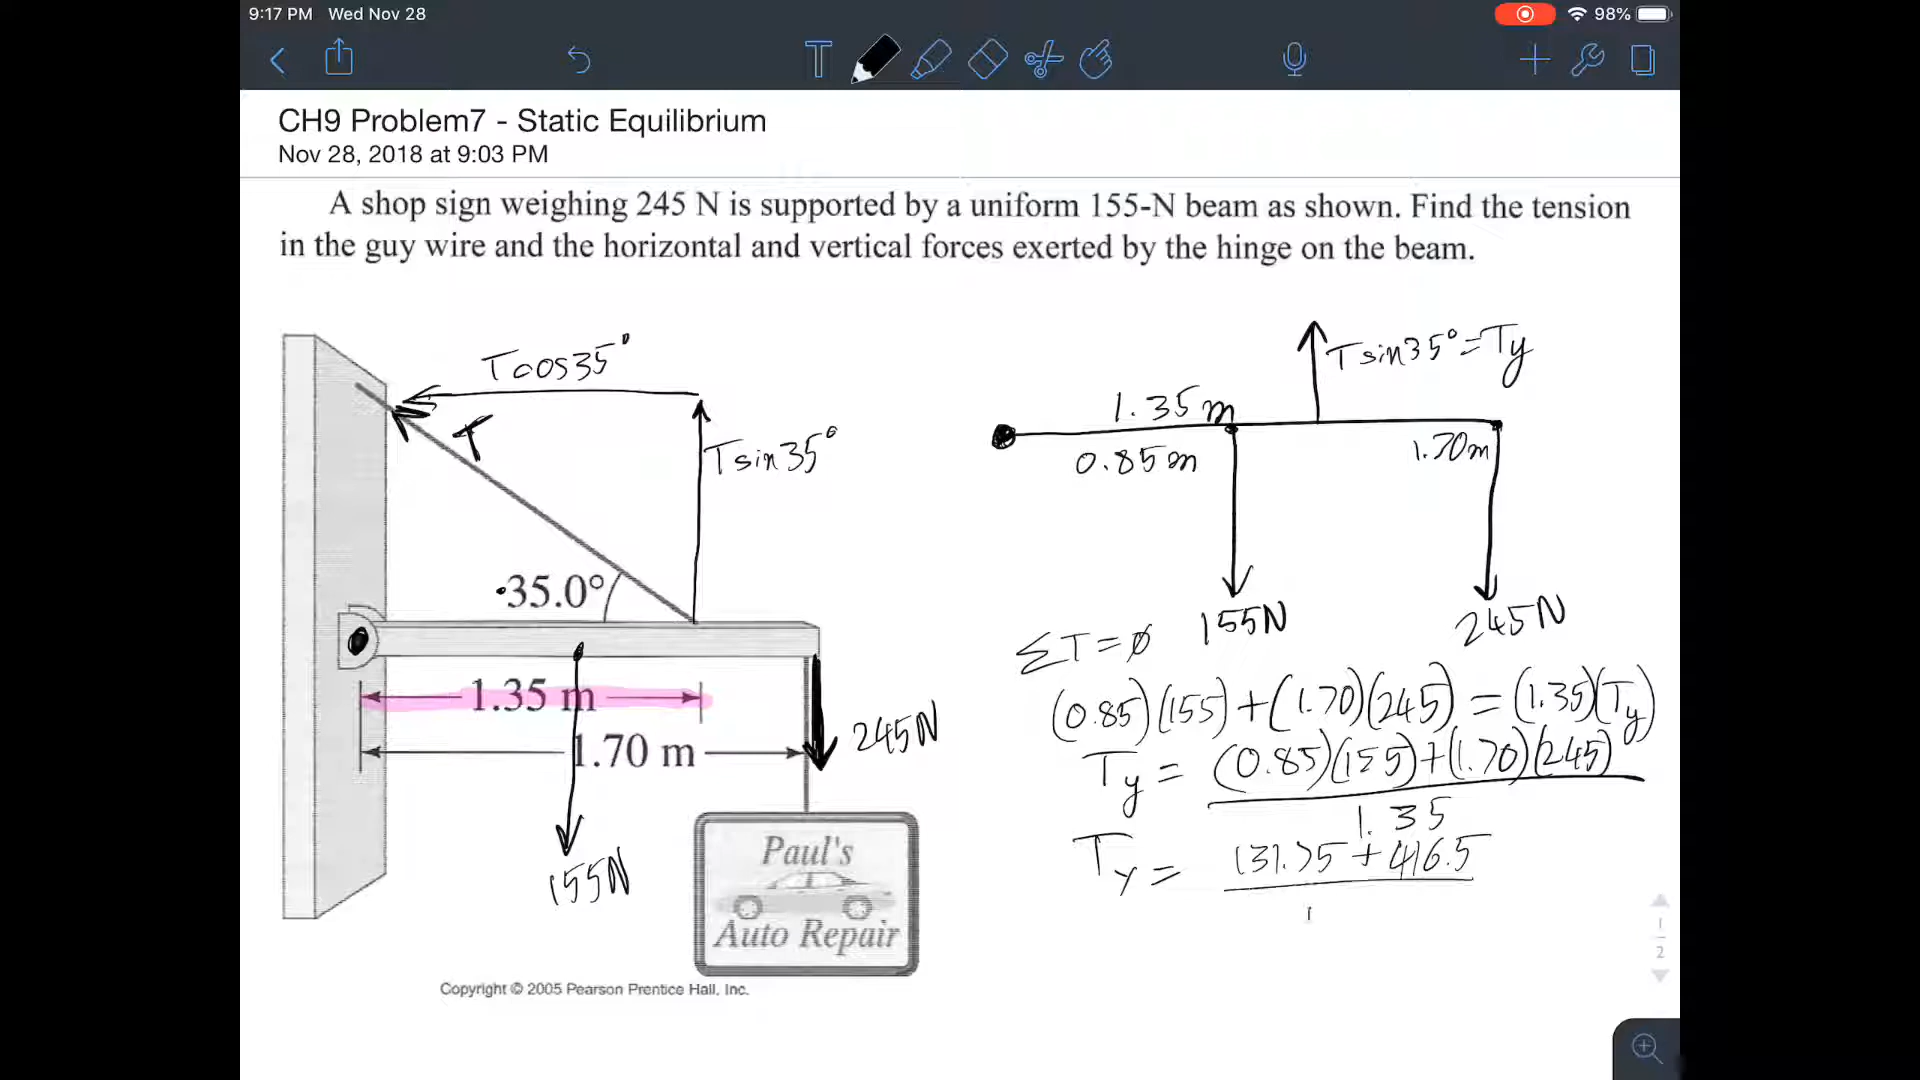 9:17 PM Wed Nov 28
98%
CH9 Problem7 - Static Equilibrium
Nov 28, 2018 at 9:03 PM
A shop sign weighing 245 N is supported by a uniform 155-N beam as shown. Find the tension
in the guy wire and the horizontal and vertical forces exerted by the hinge on the beam.
Tcos35°
T
Tsin35°
35.0°
1.35 m
1.70 m
245N
155N
Paul's
Auto Repair
Copyright © 2005 Pearson Prentice Hall, Inc.
Tsin35°=Ty
1.35m
0.85m
1.70m
155N
245N
ΣT=∅
(0.85)(155)+(1.70)(245)=(1.35)(Ty)
Ty = (0.85)(155)+(1.70)(245)
1.35
Ty = 131.75+416.5
1
2